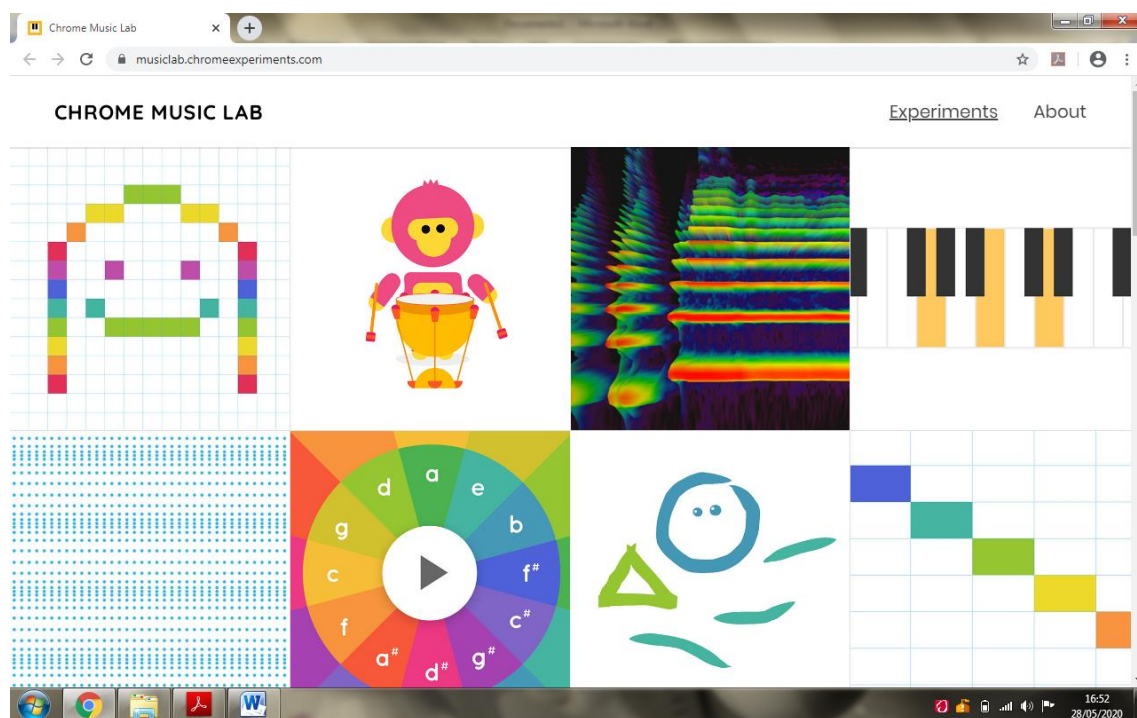 Chrome Music Lab
musiclab.chromeexperiments.com
CHROME MUSIC LAB
Experiments
About
a
d
e
g
b
c
f#
f
c#
a#
g#
d#
16:52
28/05/2020